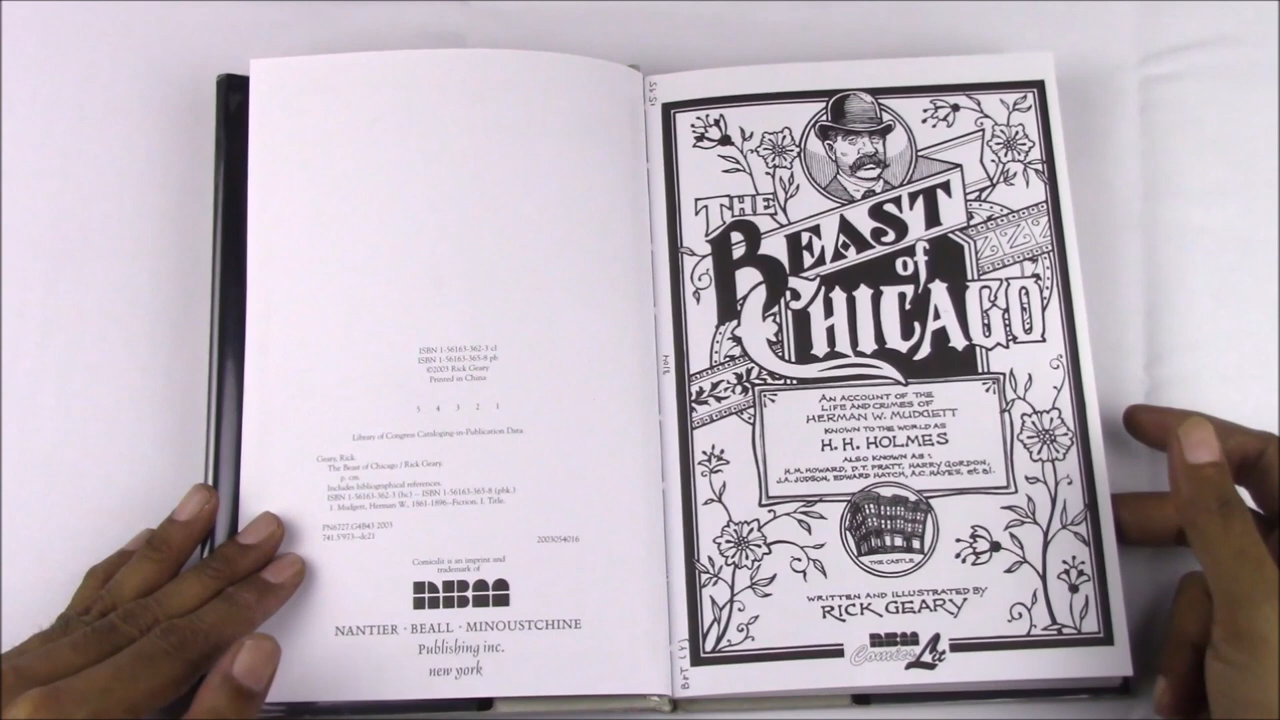 ISBN 1-56163-362-3 cl
ISBN 1-56163-365-8 pb
©2003 Rick Geary
Printed in China
5 4 3 2 1
Library of Congress Cataloging-in-Publication Data
Geary, Rick.
The Beast of Chicago / Rick Geary.
p. cm.
Includes bibliographical references.
ISBN 1-56163-362-3 (hc) -- ISBN 1-56163-365-8 (pbk.)
1. Mudgett, Herman W., 1861-1896--Fiction. I. Title.
PN6727.G4B43 2003
741.5'973--dc21
2003054016
Comicslit is an imprint and
trademark of
NBM
NANTIER · BEALL · MINOUSTCHINE
Publishing inc.
new york
THE
BEAST
of
CHICAGO
AN ACCOUNT OF THE
LIFE AND CRIMES OF
HERMAN W. MUDGETT
KNOWN TO THE WORLD AS
H. H. HOLMES
ALSO KNOWN AS:
H.M. HOWARD, D.T. PRATT, HARRY GORDON,
J.A. JUDSON, EDWARD HATCH, A.C. HAYES, et al.
THE CASTLE
WRITTEN AND ILLUSTRATED BY
RICK GEARY
NBM
ComicsLit
15.95